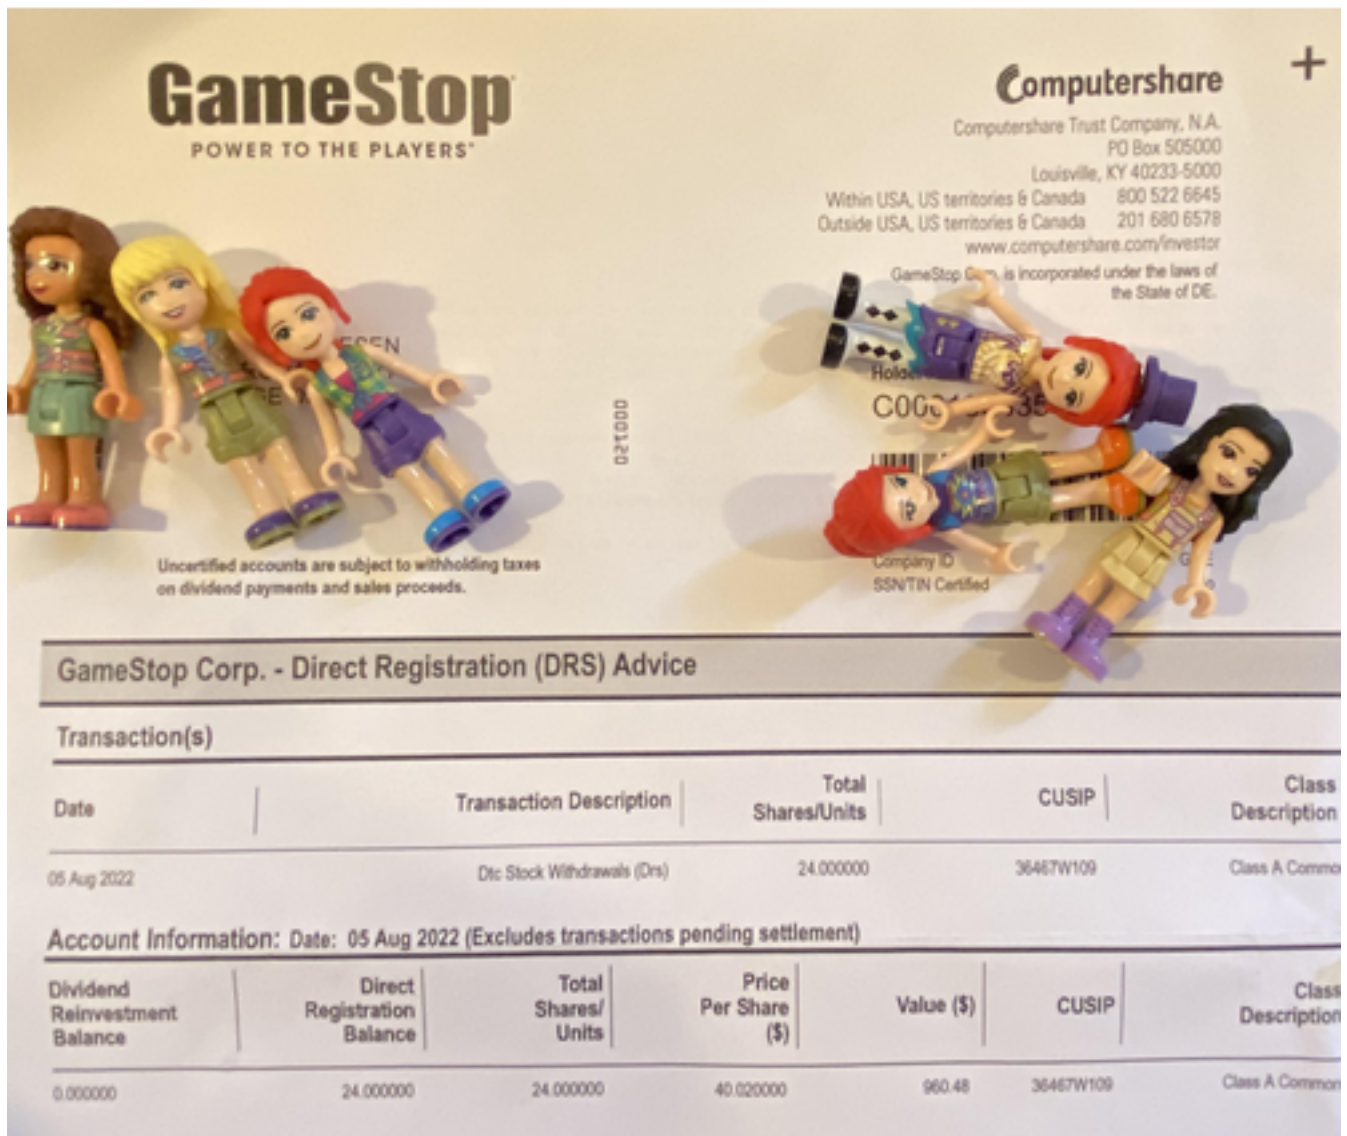 GameStop
POWER TO THE PLAYERS
Computershare
+
Computershare Trust Company, N.A.
PO Box 505000
Louisville, KY 40233-5000
Within USA, US territories & Canada 800 522 6645
Outside USA, US territories & Canada 201 680 6578
www.computershare.com/investor
GameStop is incorporated under the laws of
the State of DE.
000120
Company ID
SSN/TIN Certified
Uncertified accounts are subject to withholding taxes
on dividend payments and sales proceeds.
GameStop Corp. - Direct Registration (DRS) Advice
Transaction(s)
Date Transaction Description Total Shares/Units CUSIP Class Description
05 Aug 2022 Dtc Stock Withdrawals (Drs) 24.000000 36467W109 Class A Commo
Account Information: Date: 05 Aug 2022 (Excludes transactions pending settlement)
Dividend Reinvestment Balance Direct Registration Balance Total Shares/ Units Price Per Share ($) Value ($) CUSIP Class Description
0.000000 24.000000 24.000000 40.020000 960.48 36467W109 Class A Common